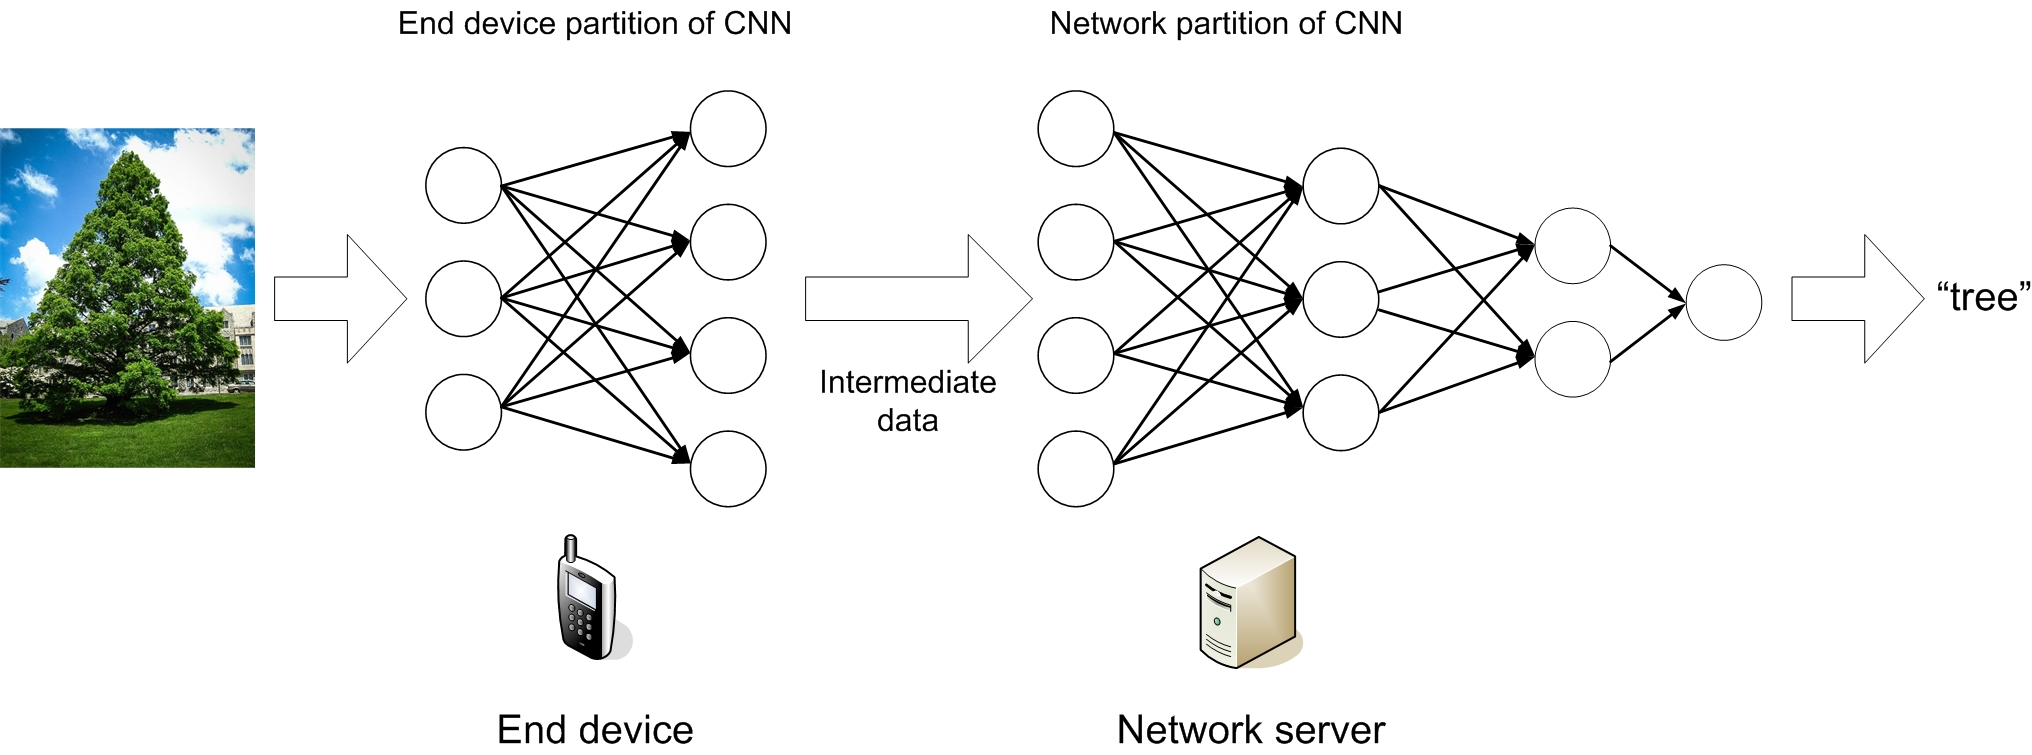 End device partition of CNN
Network partition of CNN
Intermediate
data
“tree”
End device
Network server